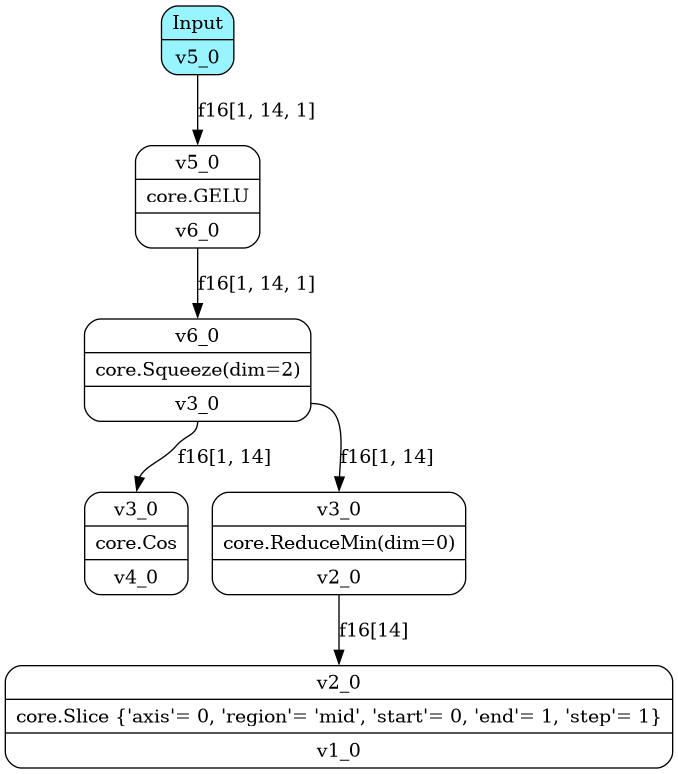 Input
v5_0
f16[1, 14, 1]
v5_0
core.GELU
v6_0
f16[1, 14, 1]
v6_0
core.Squeeze(dim=2)
v3_0
f16[1, 14]
f16[1, 14]
v3_0
core.Cos
v4_0
v3_0
core.ReduceMin(dim=0)
v2_0
f16[14]
v2_0
core.Slice {'axis'= 0, 'region'= 'mid', 'start'= 0, 'end'= 1, 'step'= 1}
v1_0